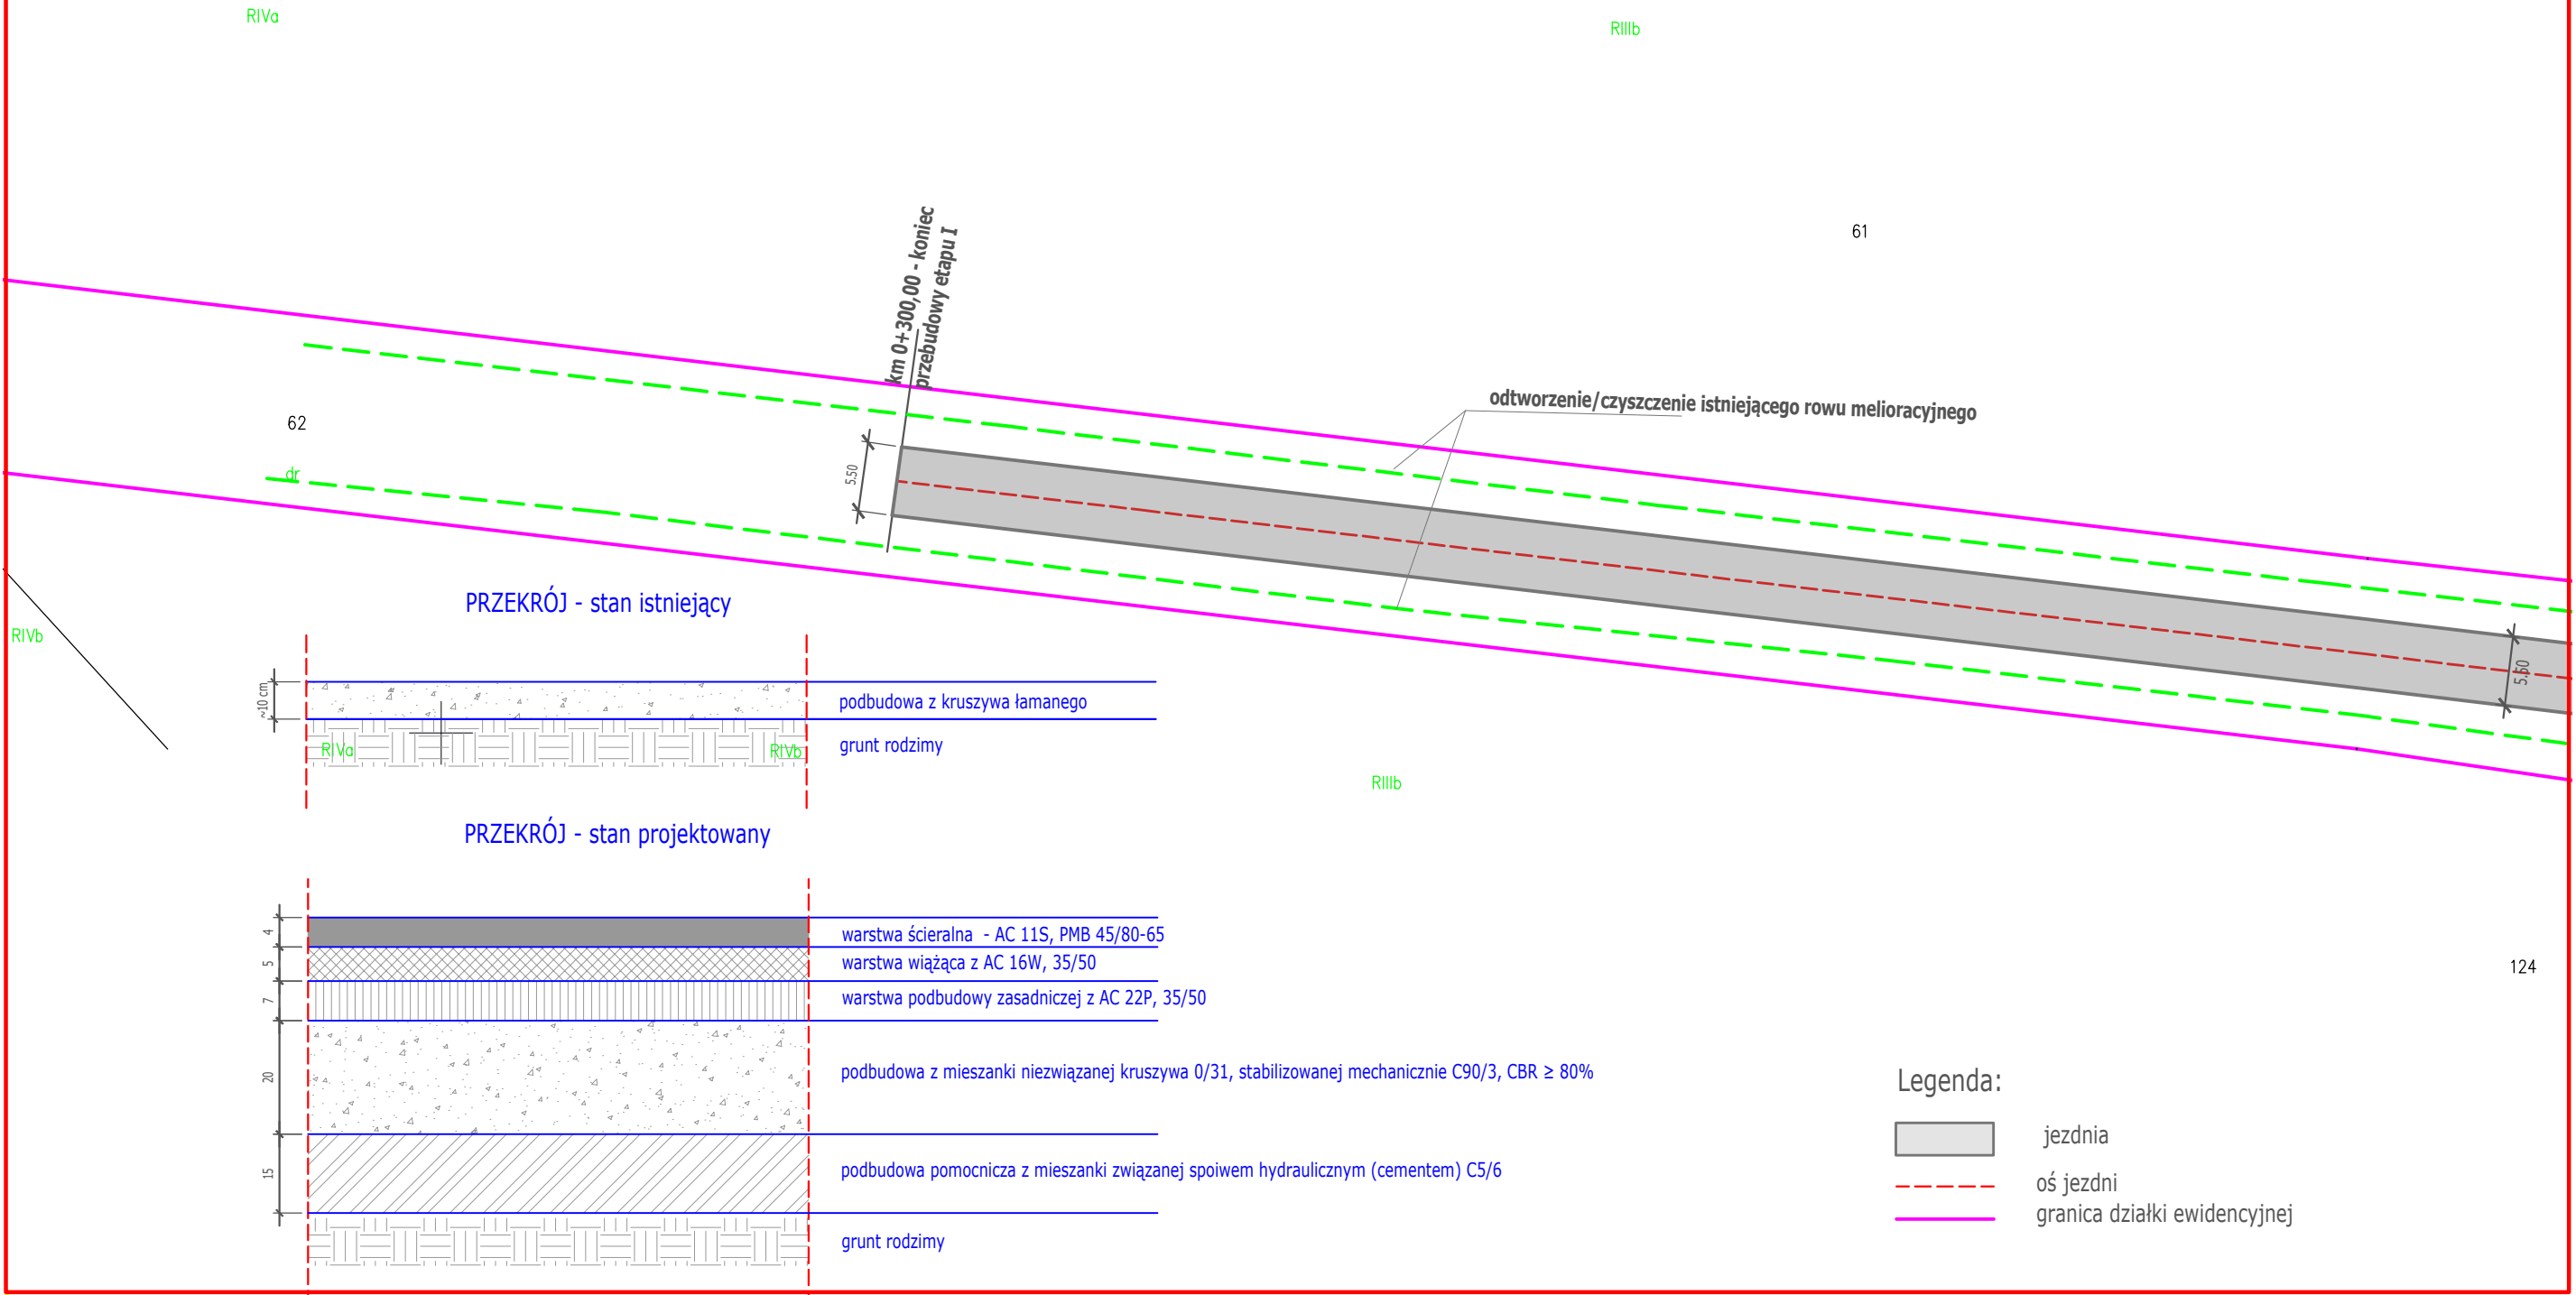 RIVa
RIIIb
61
km 0+300,00 - koniec
przebudowy etapu I
odtworzenie/czyszczenie istniejącego rowu melioracyjnego
62
dr
5.50
5.50
PRZEKRÓJ - stan istniejący
RIVb
~10 cm
podbudowa z kruszywa łamanego
grunt rodzimy
RIVa
RIVb
RIIIb
PRZEKRÓJ - stan projektowany
4
warstwa ścieralna - AC 11S, PMB 45/80-65
5
warstwa wiążąca z AC 16W, 35/50
124
7
warstwa podbudowy zasadniczej z AC 22P, 35/50
20
podbudowa z mieszanki niezwiązanej kruszywa 0/31, stabilizowanej mechanicznie C90/3, CBR ≥ 80%
15
podbudowa pomocnicza z mieszanki związanej spoiwem hydraulicznym (cementem) C5/6
grunt rodzimy
Legenda:
jezdnia
oś jezdni
granica działki ewidencyjnej